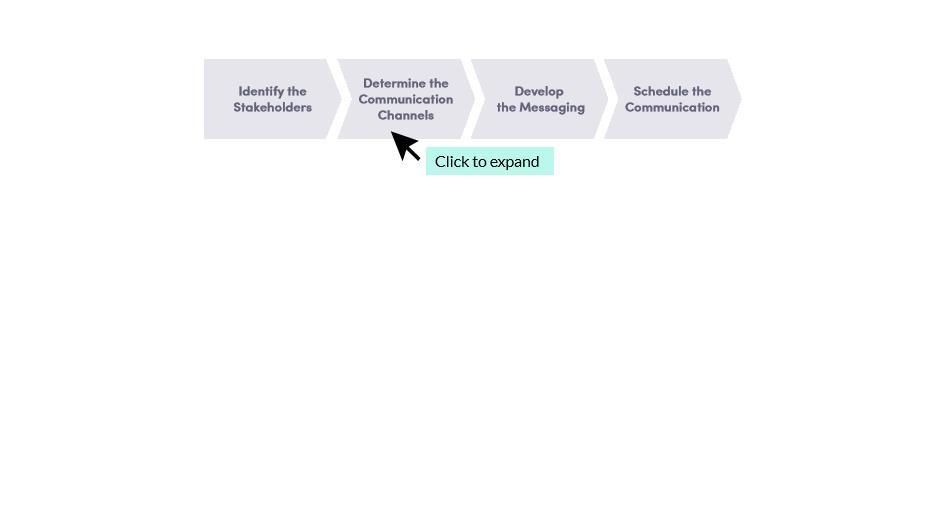 Identify the
Stakeholders
Determine the
Communication
Channels
Develop
the Messaging
Schedule the
Communication
Click to expand